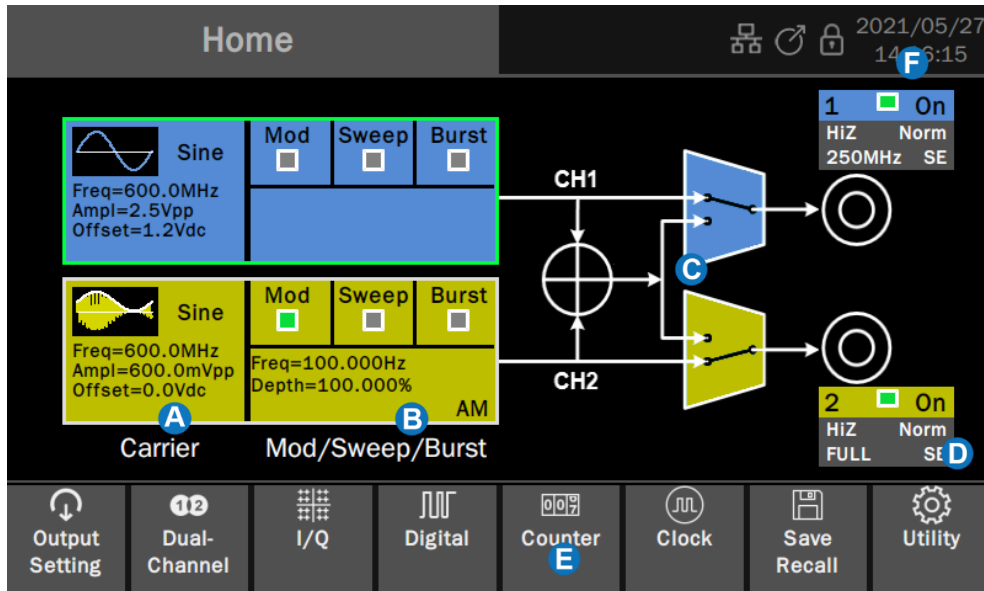 Home
2021/05/27
F
1 On
HiZ Norm
250MHz SE
Sine
Mod Sweep Burst
Freq=600.0MHz
Ampl=2.5Vpp
Offset=1.2Vdc
CH1
C
Sine
Mod Sweep Burst
Freq=600.0MHz
Ampl=600.0mVpp
Offset=0.0Vdc
Freq=100.000Hz
Depth=100.000%
AM
A
B
CH2
2 On
HiZ Norm
FULL SE
D
Carrier Mod/Sweep/Burst
12
007
Output
Setting
Dual-
Channel
I/Q
Digital
Counter
E
Clock
Save
Recall
Utility